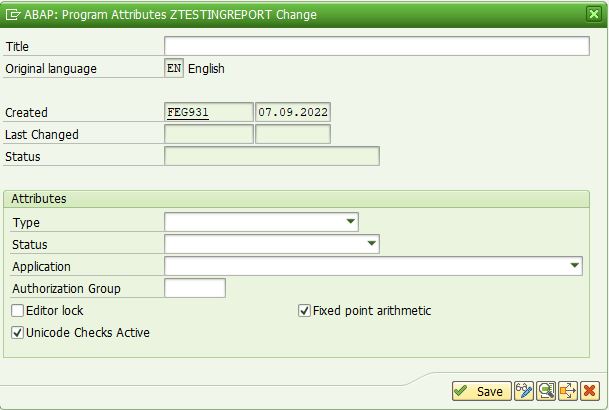 ABAP: Program Attributes ZTESTINGREPORT Change
Title
Original language EN English
Created FEG931 07.09.2022
Last Changed
Status
Attributes
Type
Status
Application
Authorization Group
Editor lock Fixed point arithmetic
Unicode Checks Active
Save